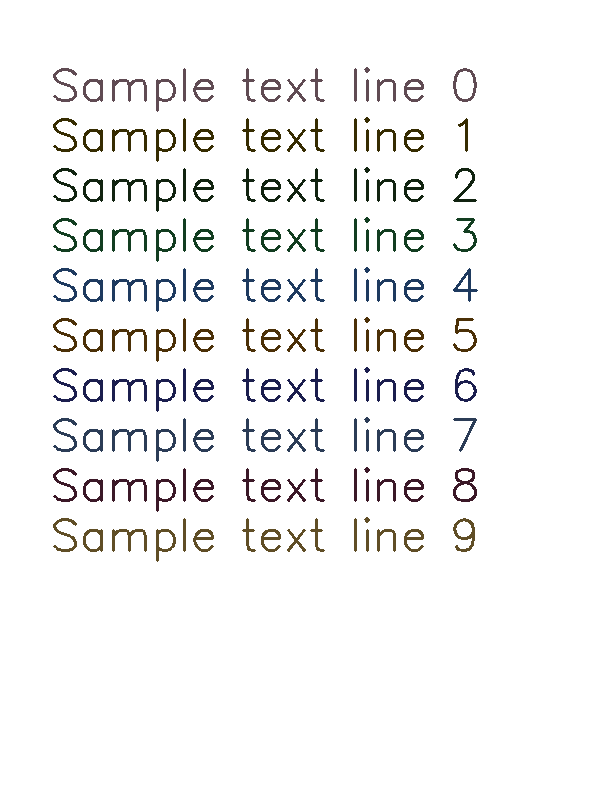 Sample text line 0
Sample text line 1
Sample text line 2
Sample text line 3
Sample text line 4
Sample text line 5
Sample text line 6
Sample text line 7
Sample text line 8
Sample text line 9